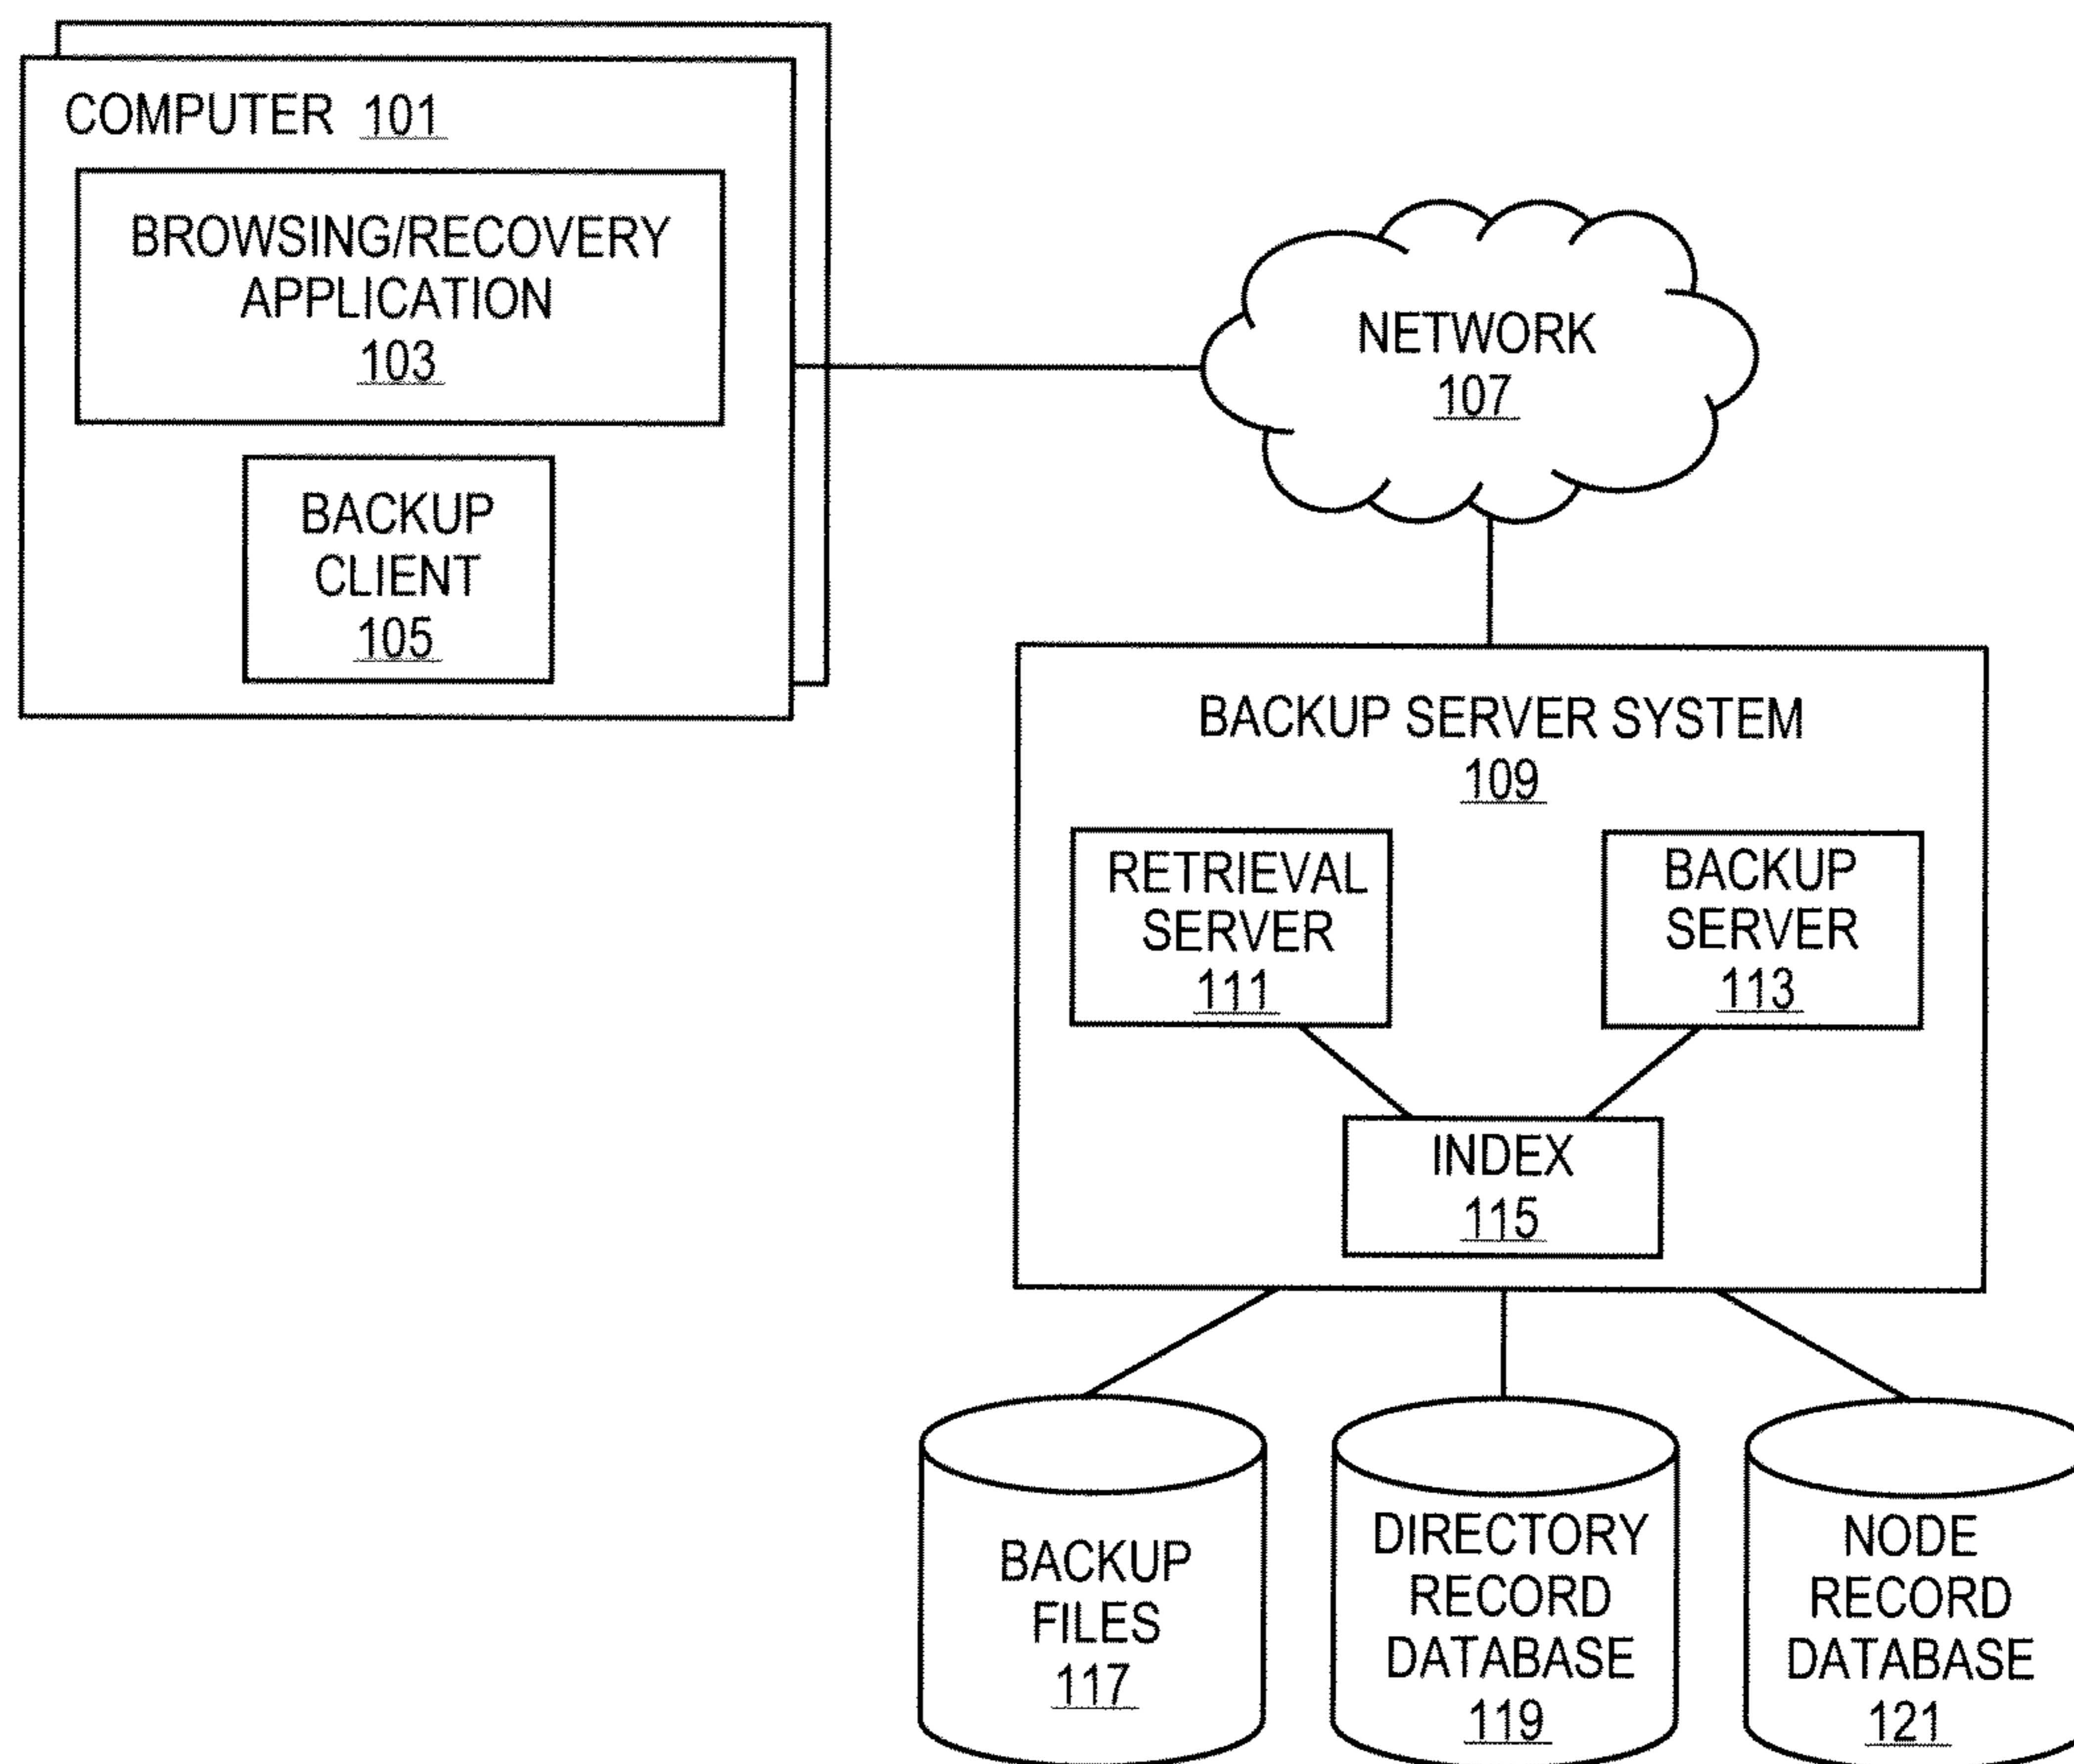 COMPUTER 101
BROWSING/RECOVERY
APPLICATION
103
BACKUP
CLIENT
105
NETWORK
107
BACKUP SERVER SYSTEM
109
RETRIEVAL
SERVER
111
BACKUP
SERVER
113
INDEX
115
BACKUP
FILES
117
DIRECTORY
RECORD
DATABASE
119
NODE
RECORD
DATABASE
121